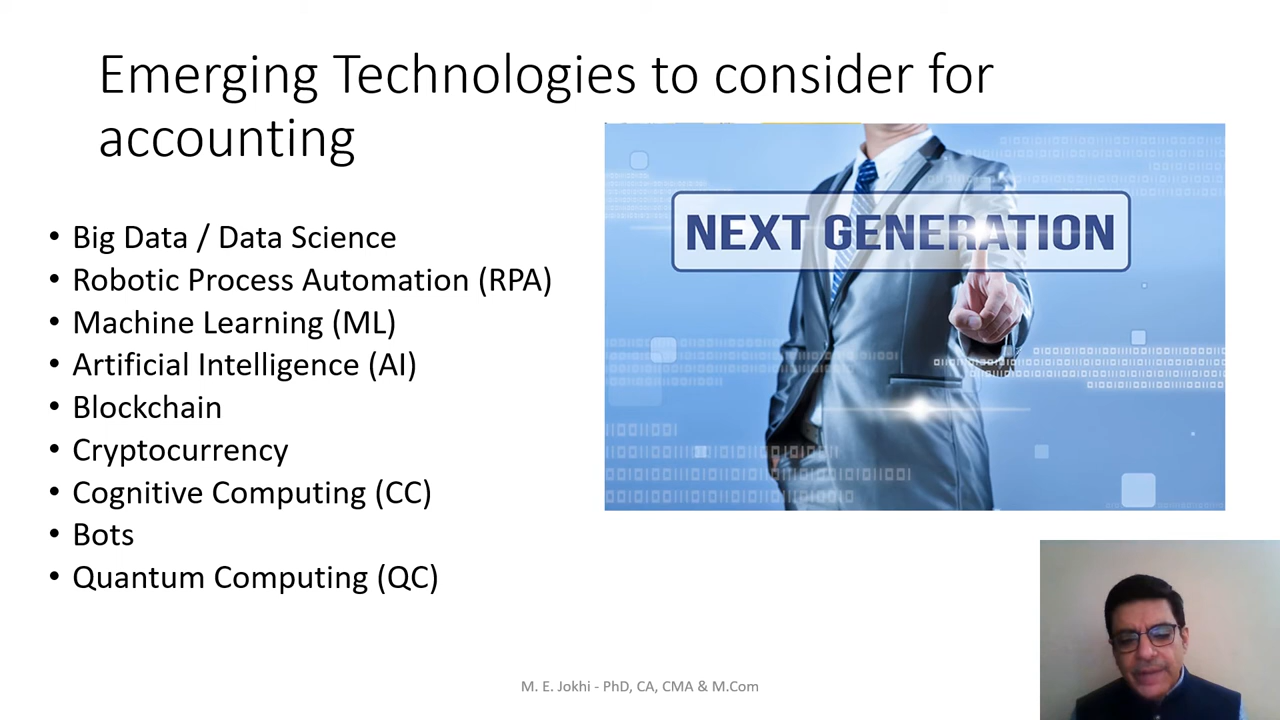 Emerging Technologies to consider for
accounting
NEXT GENERATION
• Big Data / Data Science
• Robotic Process Automation (RPA)
• Machine Learning (ML)
• Artificial Intelligence (AI)
• Blockchain
• Cryptocurrency
• Cognitive Computing (CC)
• Bots
• Quantum Computing (QC)
M. E. Jokhi - PhD, CA, CMA & M.Com